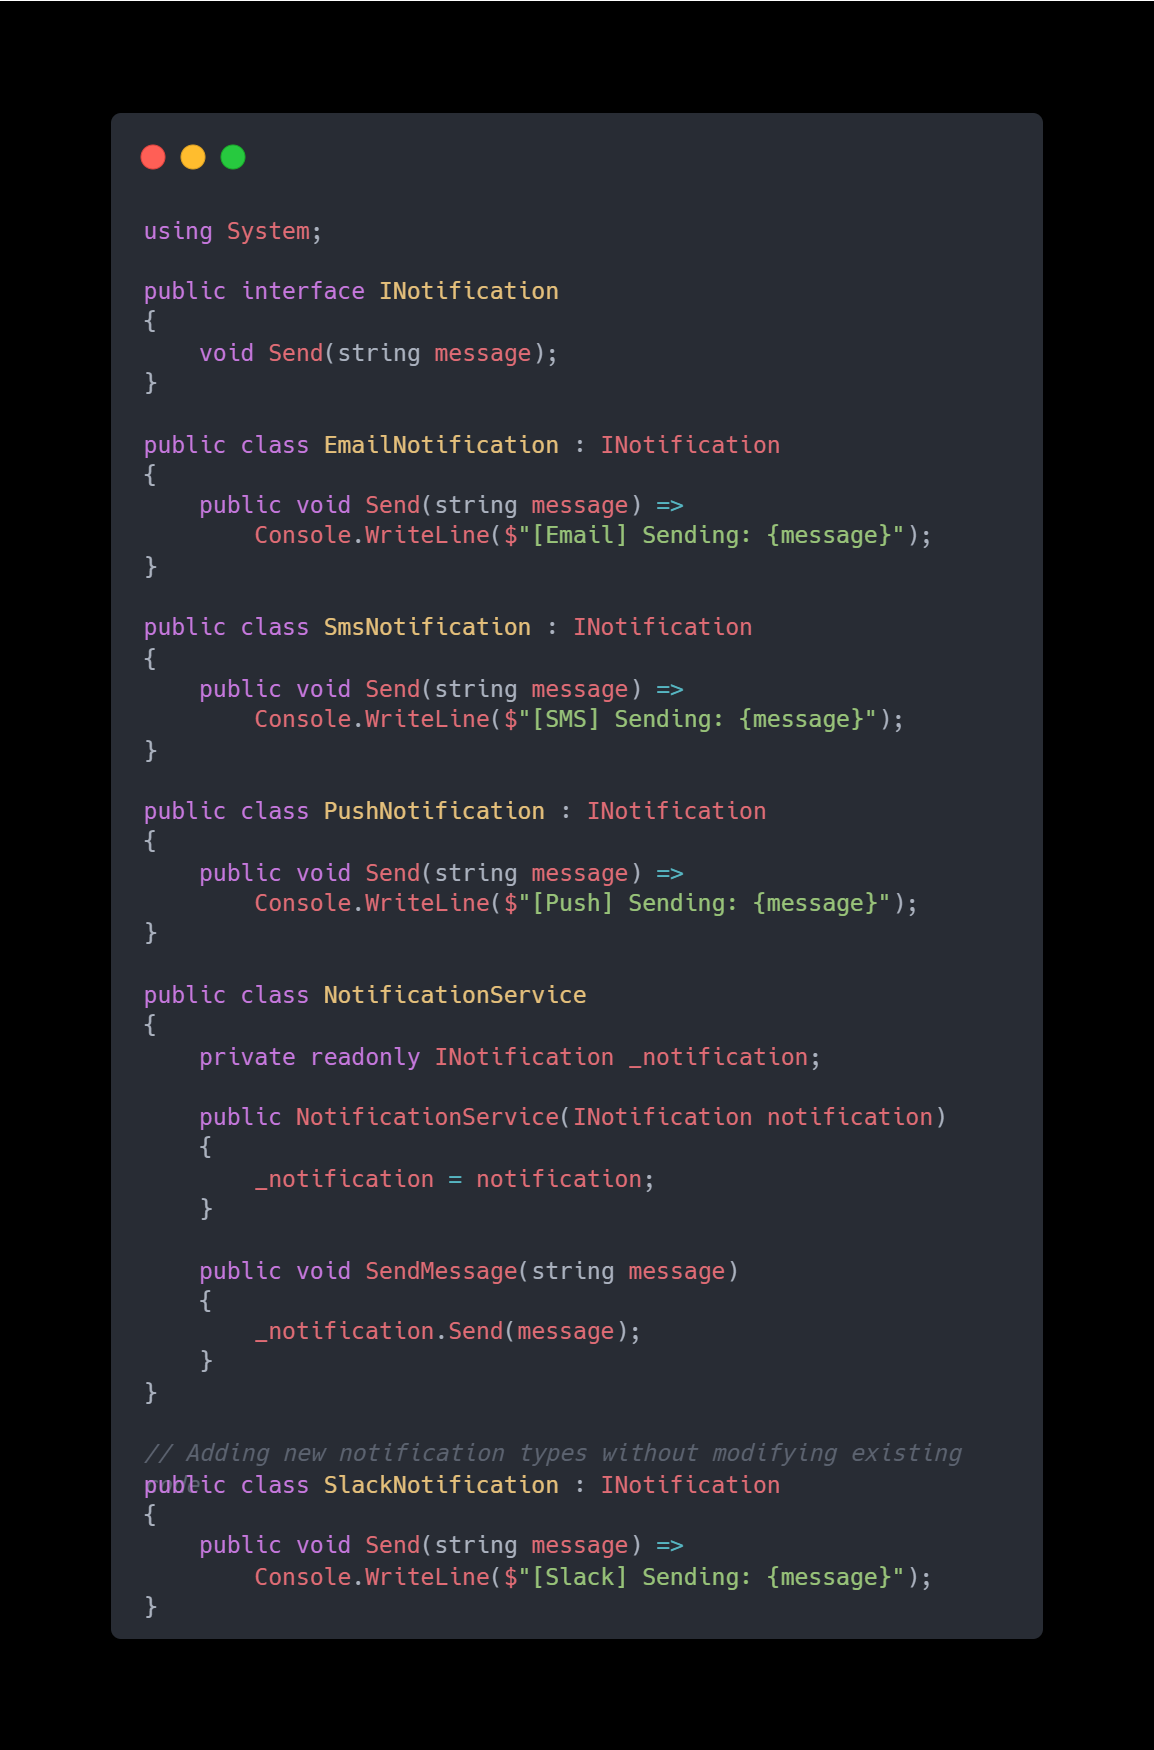 using System;
public interface INotification
{
void Send(string message);
}
public class EmailNotification : INotification
{
public void Send(string message) =>
Console.WriteLine($"[Email] Sending: {message}");
}
public class SmsNotification : INotification
{
public void Send(string message) =>
Console.WriteLine($"[SMS] Sending: {message}");
}
public class PushNotification : INotification
{
public void Send(string message) =>
Console.WriteLine($"[Push] Sending: {message}");
}
public class NotificationService
{
private readonly INotification _notification;
public NotificationService(INotification notification)
{
_notification = notification;
}
public void SendMessage(string message)
{
_notification.Send(message);
}
}
// Adding new notification types without modifying existing
public class SlackNotification : INotification
{
public void Send(string message) =>
Console.WriteLine($"[Slack] Sending: {message}");
}